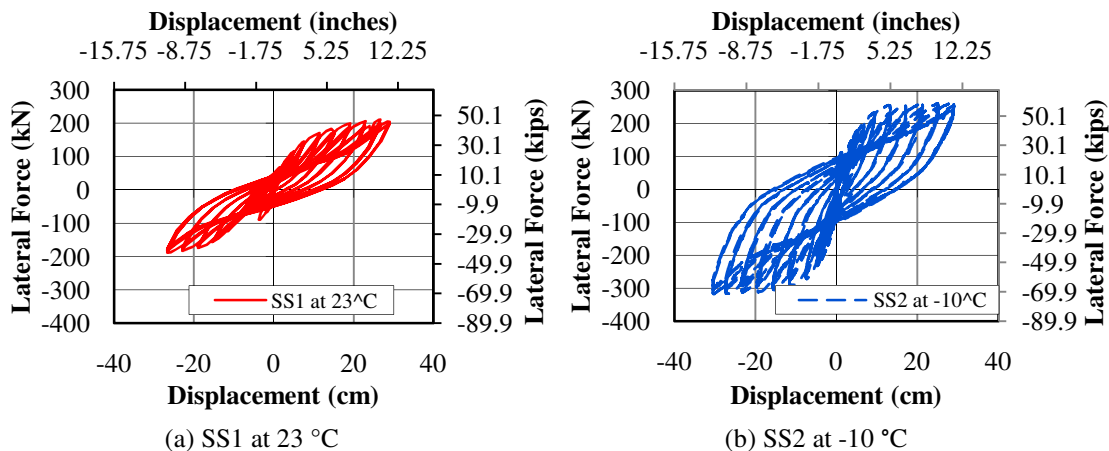 Displacement (inches)
-15.75 -8.75 -1.75 5.25 12.25
300
200
100
0
-100
-200
-300
-400
Lateral Force (kN)
50.1
30.1
10.1
-9.9
-29.9
-49.9
-69.9
-89.9
Lateral Force (kips)
SS1 at 23^C
-40 -20 0 20 40
Displacement (cm)
(a) SS1 at 23 °C
Displacement (inches)
-15.75 -8.75 -1.75 5.25 12.25
300
200
100
0
-100
-200
-300
-400
Lateral Force (kN)
50.1
30.1
10.1
-9.9
-29.9
-49.9
-69.9
-89.9
Lateral Force (kips)
SS2 at -10^C
-40 -20 0 20 40
Displacement (cm)
(b) SS2 at -10 °C